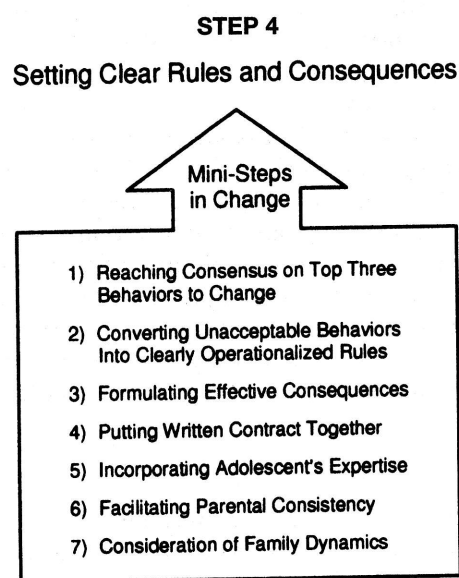 STEP 4
Setting Clear Rules and Consequences
Mini-Steps
in Change
1) Reaching Consensus on Top Three
Behaviors to Change
2) Converting Unacceptable Behaviors
Into Clearly Operationalized Rules
3) Formulating Effective Consequences
4) Putting Written Contract Together
5) Incorporating Adolescent's Expertise
6) Facilitating Parental Consistency
7) Consideration of Family Dynamics